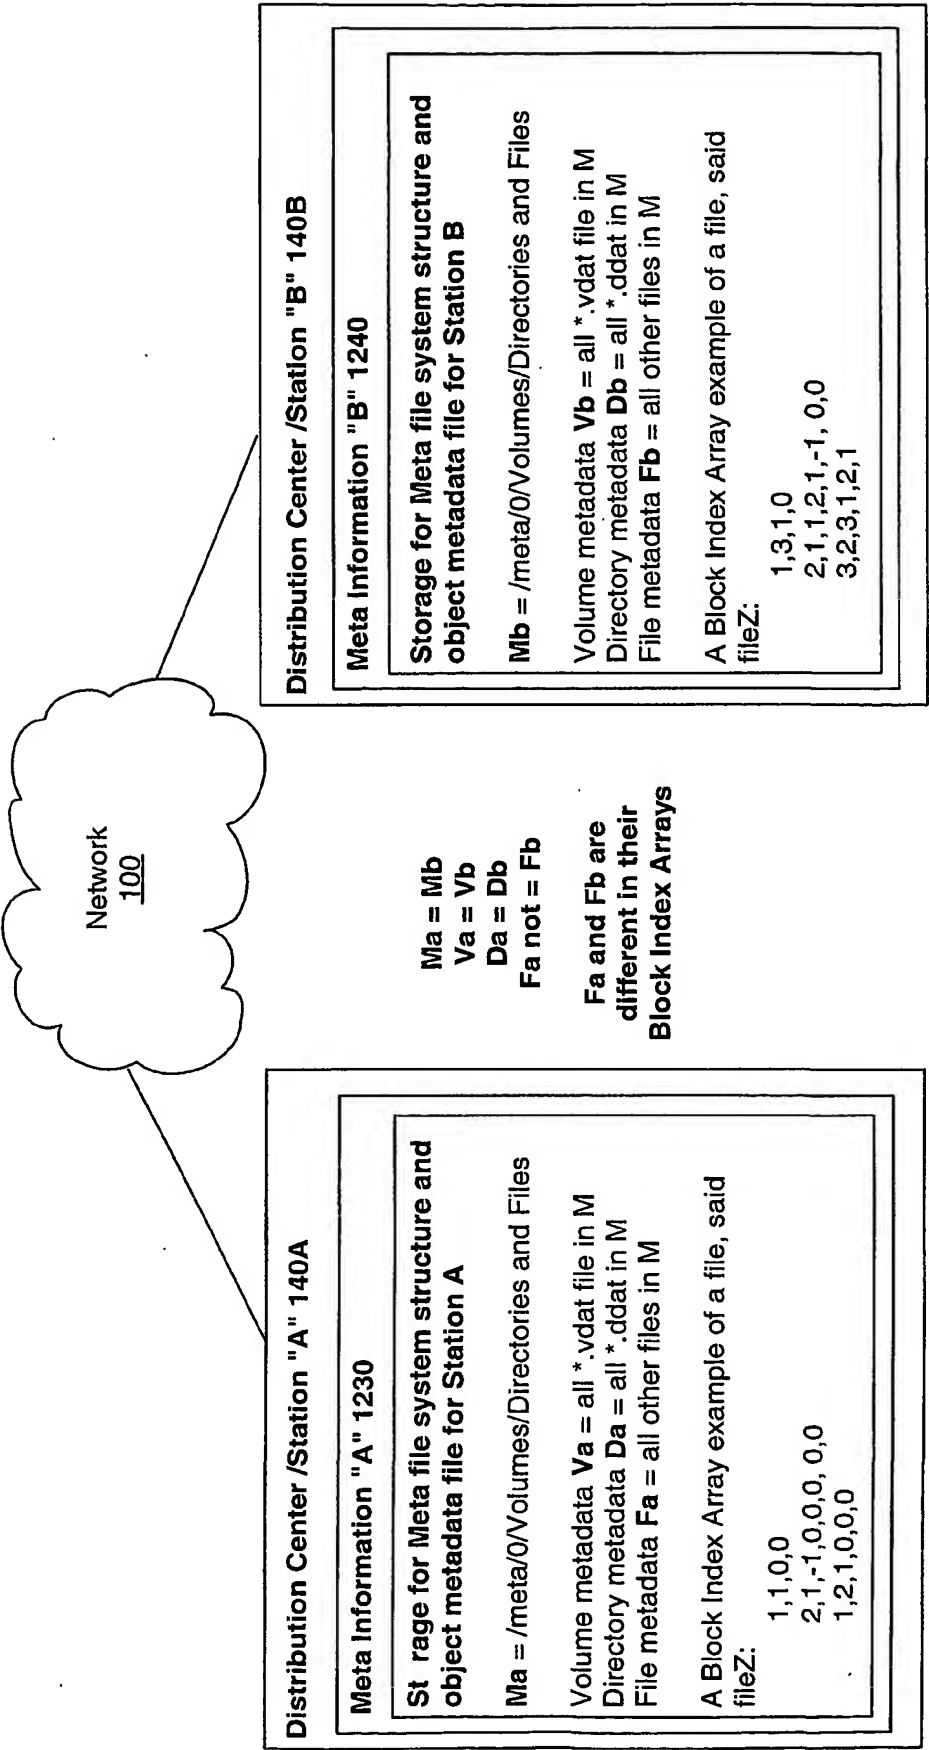 Network
100
Distribution Center /Station "A" 140A
Meta Information "A" 1230
St rage for Meta file system structure and
object metadata file for Station A
Ma = /meta/0/Volumes/Directories and Files
Volume metadata Va = all *.vdat file in M
Directory metadata Da = all *.ddat in M
File metadata Fa = all other files in M
A Block Index Array example of a file, said
fileZ:
1,1,0,0
2,1,-1,0,0, 0,0
1,2,1,0,0,0
Ma = Mb
Va = Vb
Da = Db
Fa not = Fb
Fa and Fb are
different in their
Block Index Arrays
Distribution Center /Station "B" 140B
Meta Information "B" 1240
Storage for Meta file system structure and
object metadata file for Station B
Mb = /meta/0/Volumes/Directories and Files
Volume metadata Vb = all *.vdat file in M
Directory metadata Db = all *.ddat in M
File metadata Fb = all other files in M
A Block Index Array example of a file, said
fileZ:
1,3,1,0
2,1,1,2,1,-1, 0,0
3,2,3,1,2,1